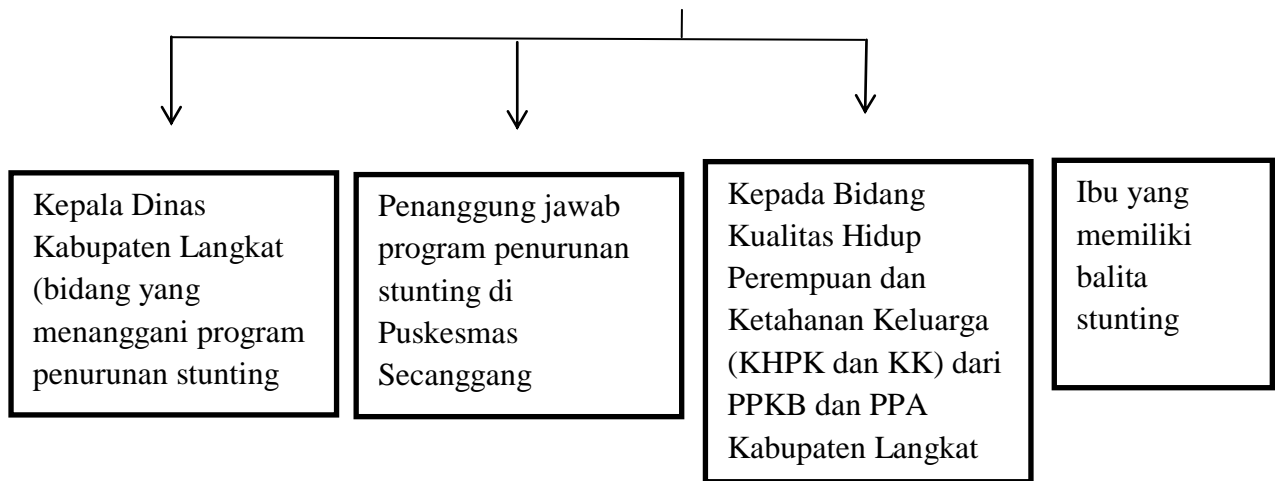 Kepala Dinas
Kabupaten Langkat
(bidang yang
menanggani program
penurunan stunting
Penanggung jawab
program penurunan
stunting di
Puskesmas
Secanggang
Kepada Bidang
Kualitas Hidup
Perempuan dan
Ketahanan Keluarga
(KHPK dan KK) dari
PPKB dan PPA
Kabupaten Langkat
Ibu yang
memiliki
balita
stunting